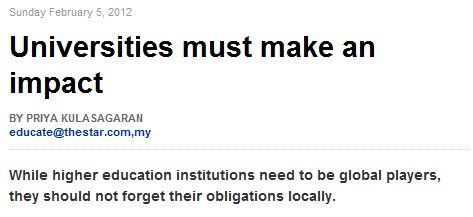 Sunday February 5, 2012
Universities must make an
impact
BY PRIYA KULASAGARAN
educate@thestar.com,my
While higher education institutions need to be global players,
they should not forget their obligations locally.